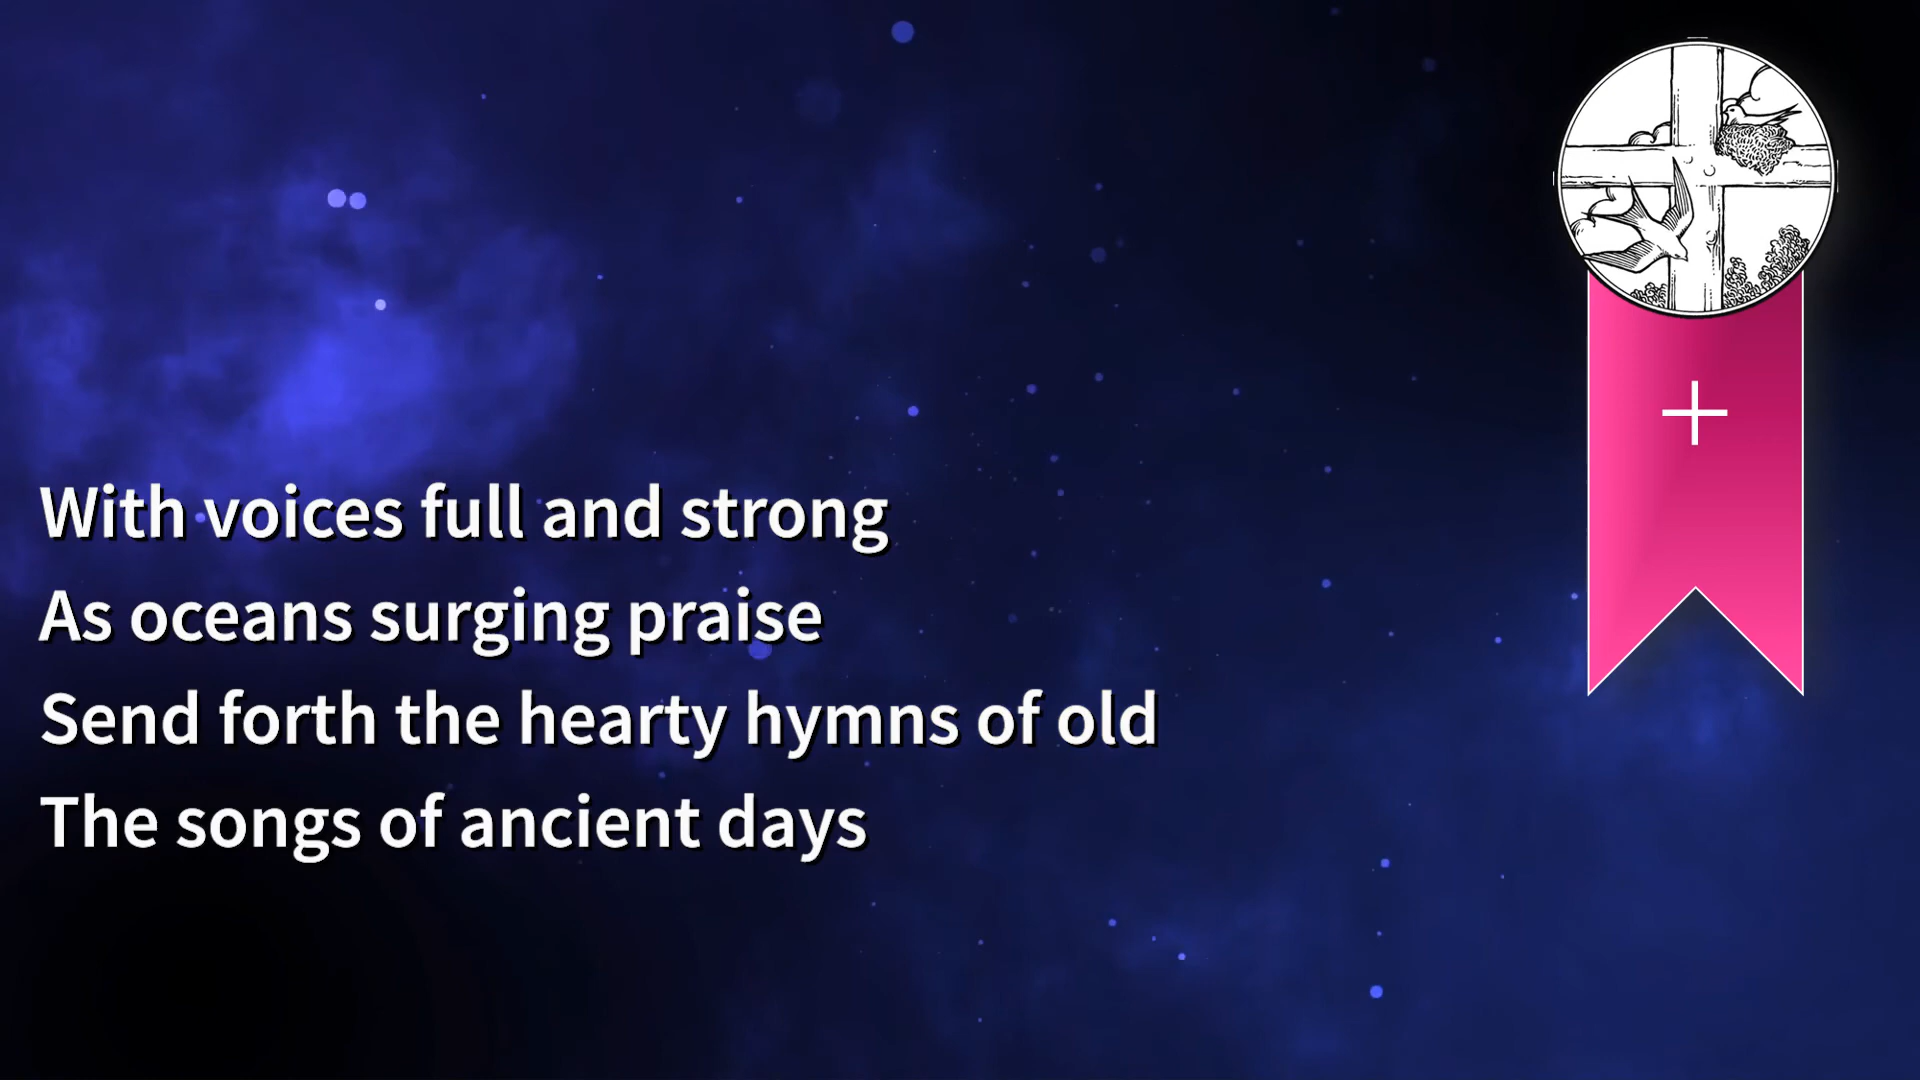 With voices full and strong
As oceans surging praise
Send forth the hearty hymns of old
The songs of ancient days